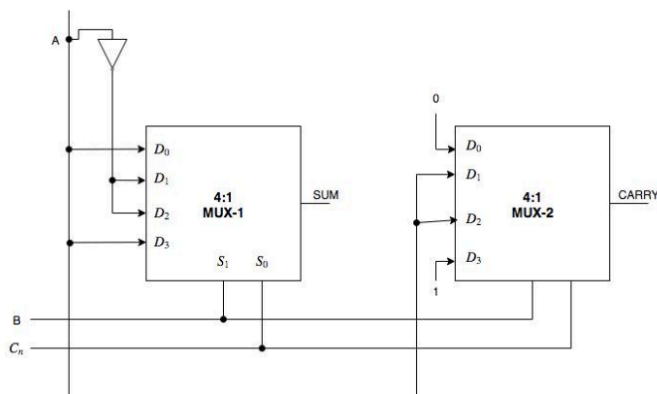 A
0
D₀
D₁
D₂
D₃
4:1
MUX-1
S₁ S₀
SUM
D₀
D₁
D₂
D₃
4:1
MUX-2
CARRY
1
B
Cₙ